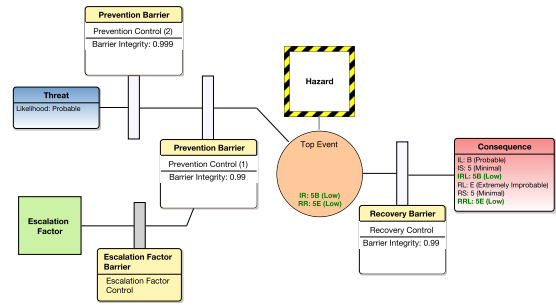 Prevention Barrier
Prevention Control (2)
Barrier Integrity: 0.999
Threat
Likelihood: Probable
Hazard
Prevention Barrier
Prevention Control (1)
Barrier Integrity: 0.99
Top Event
IR: 5B (Low)
RR: 5E (Low)
Consequence
IL: B (Probable)
IS: 5 (Minimal)
IRL: 5B (Low)
RL: E (Extremely Improbable)
RS: 5 (Minimal)
RRL: 5E (Low)
Recovery Barrier
Recovery Control
Barrier Integrity: 0.99
Escalation
Factor
Escalation Factor
Barrier
Escalation Factor
Control